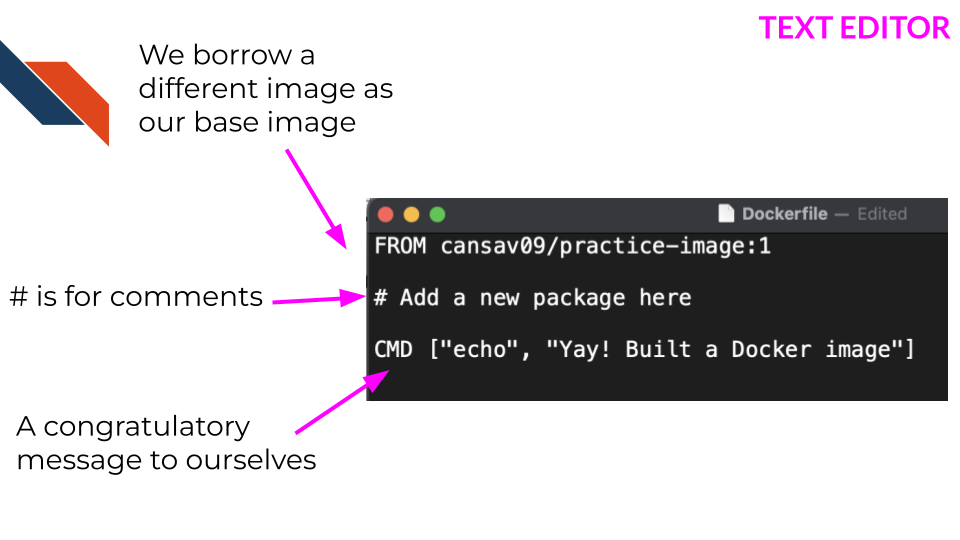 TEXT EDITOR
We borrow a
different image as
our base image
Dockerfile — Edited
FROM cansav09/practice-image:1
# is for comments
# Add a new package here
CMD ["echo", "Yay! Built a Docker image"]
A congratulatory
message to ourselves